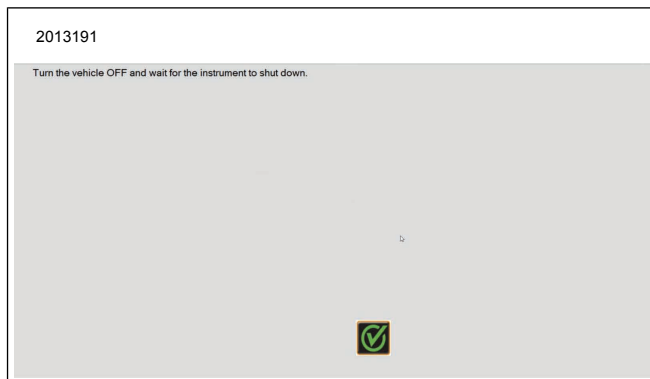 2013191
Turn the vehicle OFF and wait for the instrument to shut down.